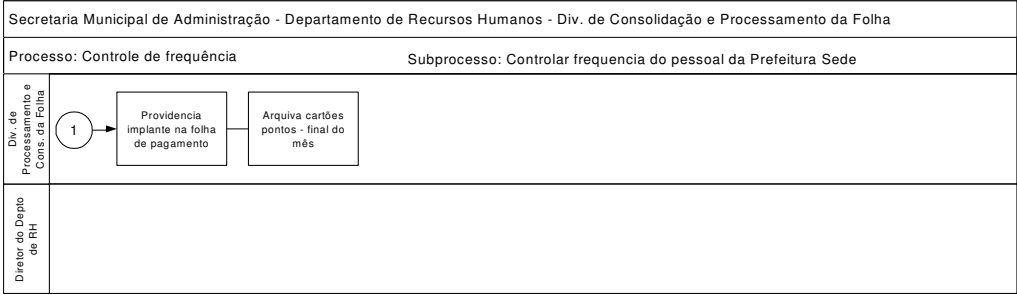 Secretaria Municipal de Administração - Departamento de Recursos Humanos - Div. de Consolidação e Processamento da Folha
Processo: Controle de frequência
Subprocesso: Controlar frequencia do pessoal da Prefeitura Sede
Div. de
Processamento e
Cons. da Folha
1
Providencia
implante na folha
de pagamento
Arquiva cartões
pontos - final do
mês
Diretor do Depto
de RH